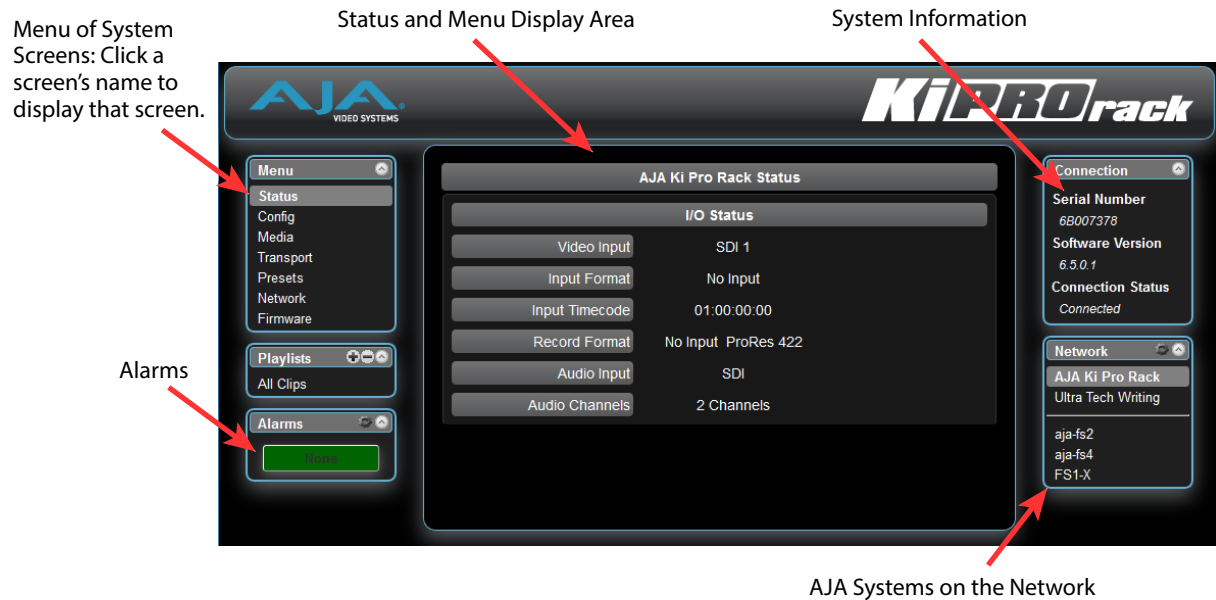 Menu of System
Screens: Click a
screen's name to
display that screen.
Status and Menu Display Area
System Information
AJA
VIDEO SYSTEMS
KiPROrack
Menu
Status
Config
Media
Transport
Presets
Network
Firmware
Playlists
All Clips
Alarms
Alarms
None
AJA Ki Pro Rack Status
I/O Status
Video Input SDI 1
Input Format No Input
Input Timecode 01:00:00:00
Record Format No Input ProRes 422
Audio Input SDI
Audio Channels 2 Channels
Connection
Serial Number
6B007378
Software Version
6.5.0.1
Connection Status
Connected
Network
AJA Ki Pro Rack
Ultra Tech Writing
aja-fs2
aja-fs4
FS1-X
AJA Systems on the Network